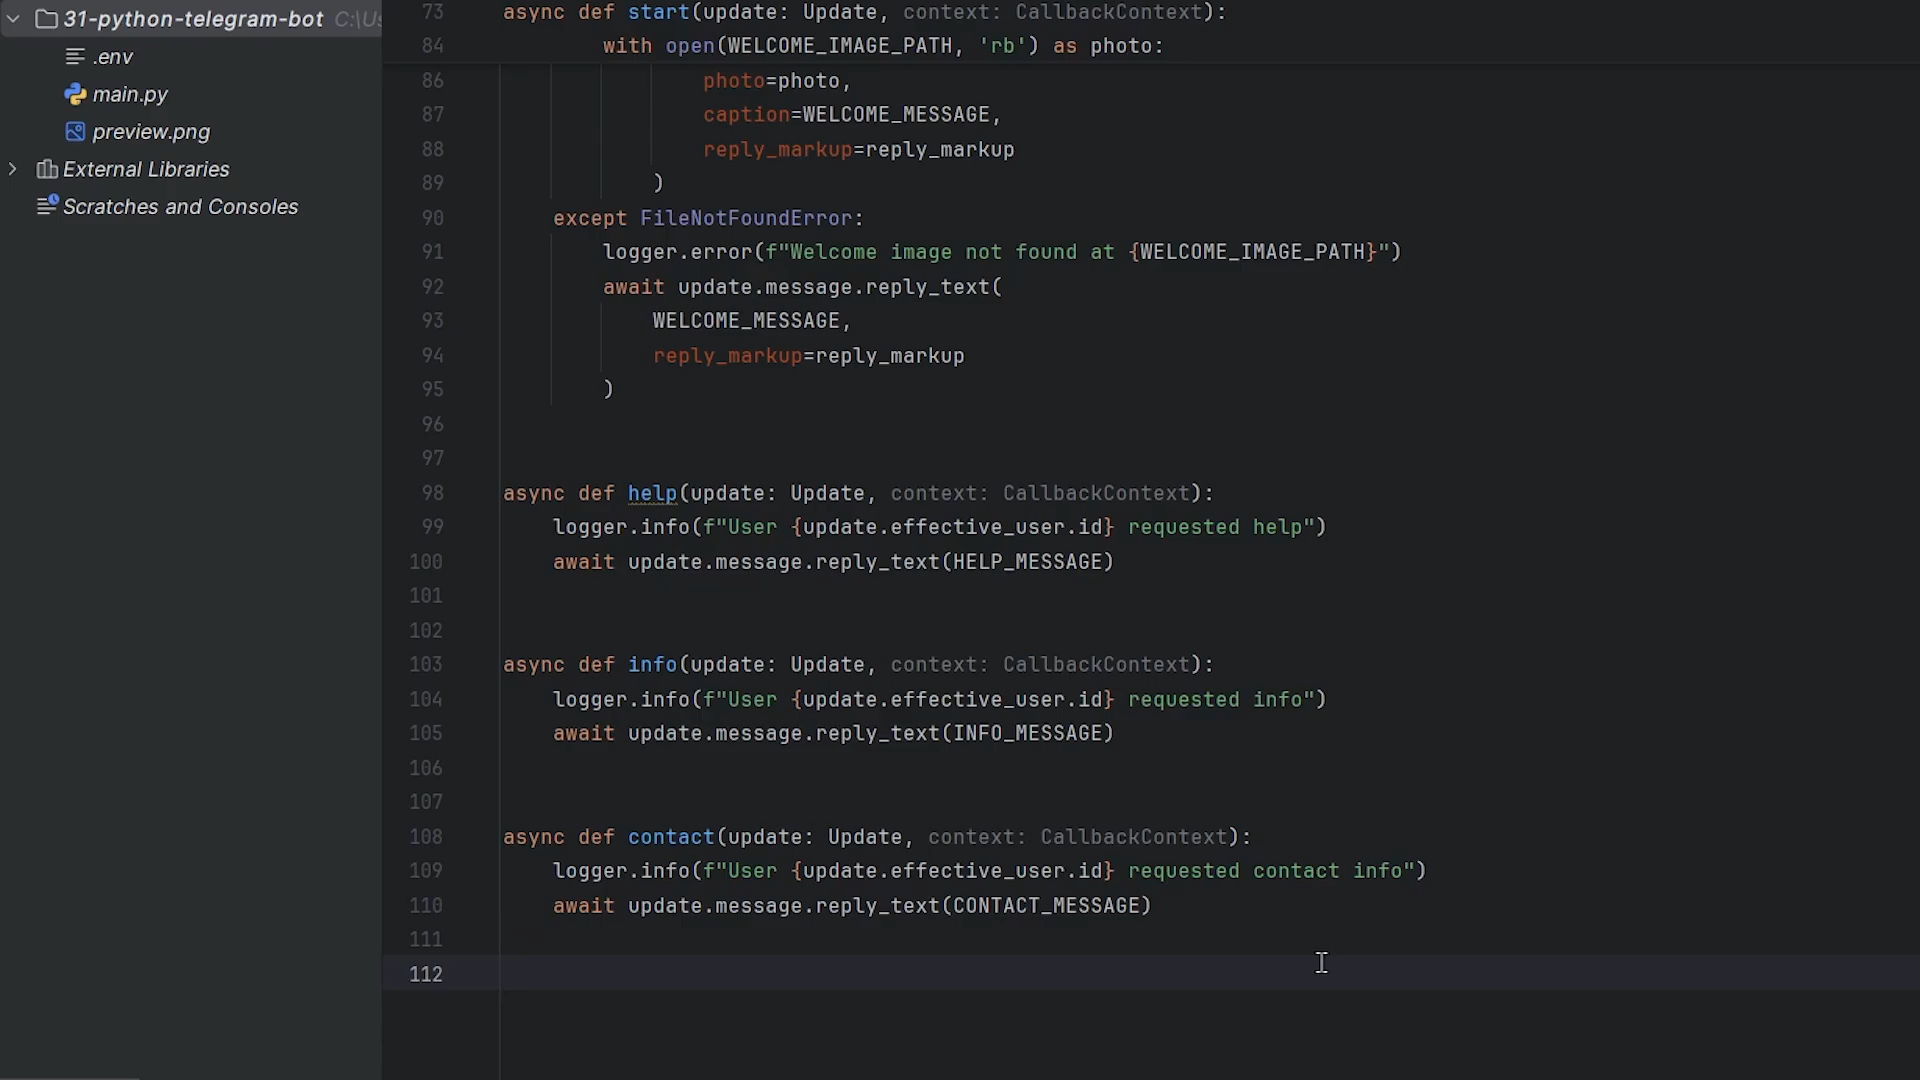 31-python-telegram-bot C:\Us
.env
main.py
preview.png
External Libraries
Scratches and Consoles
73 async def start(update: Update, context: CallbackContext):
84 with open(WELCOME_IMAGE_PATH, 'rb') as photo:
86 photo=photo,
87 caption=WELCOME_MESSAGE,
88 reply_markup=reply_markup
89 )
90 except FileNotFoundError:
91 logger.error(f"Welcome image not found at {WELCOME_IMAGE_PATH}")
92 await update.message.reply_text(
93 WELCOME_MESSAGE,
94 reply_markup=reply_markup
95 )
96
97
98 async def help(update: Update, context: CallbackContext):
99 logger.info(f"User {update.effective_user.id} requested help")
100 await update.message.reply_text(HELP_MESSAGE)
101
102
103 async def info(update: Update, context: CallbackContext):
104 logger.info(f"User {update.effective_user.id} requested info")
105 await update.message.reply_text(INFO_MESSAGE)
106
107
108 async def contact(update: Update, context: CallbackContext):
109 logger.info(f"User {update.effective_user.id} requested contact info")
110 await update.message.reply_text(CONTACT_MESSAGE)
111
112